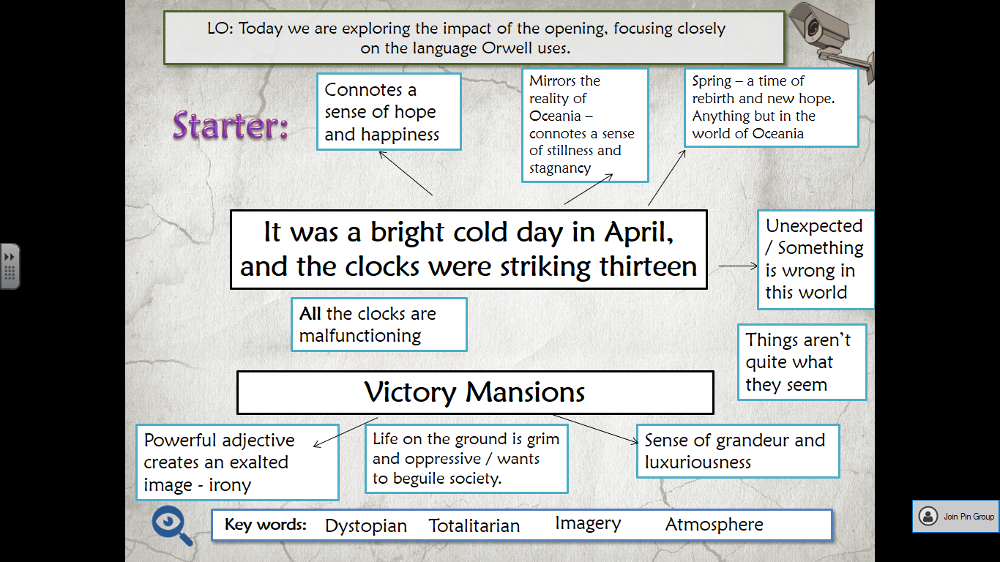 LO: Today we are exploring the impact of the opening, focusing closely
on the language Orwell uses.
Starter:
Connotes a
sense of hope
and happiness
Mirrors the
reality of
Oceania –
connotes a sense
of stillness and
stagnancy
Spring – a time of
rebirth and new hope.
Anything but in the
world of Oceania
It was a bright cold day in April,
and the clocks were striking thirteen
Unexpected
/ Something
is wrong in
this world
All the clocks are
malfunctioning
Things aren’t
quite what
they seem
Victory Mansions
Powerful adjective
creates an exalted
image - irony
Life on the ground is grim
and oppressive / wants
to beguile society.
Sense of grandeur and
luxuriousness
Key words: Dystopian Totalitarian Imagery Atmosphere
Join Pin Group